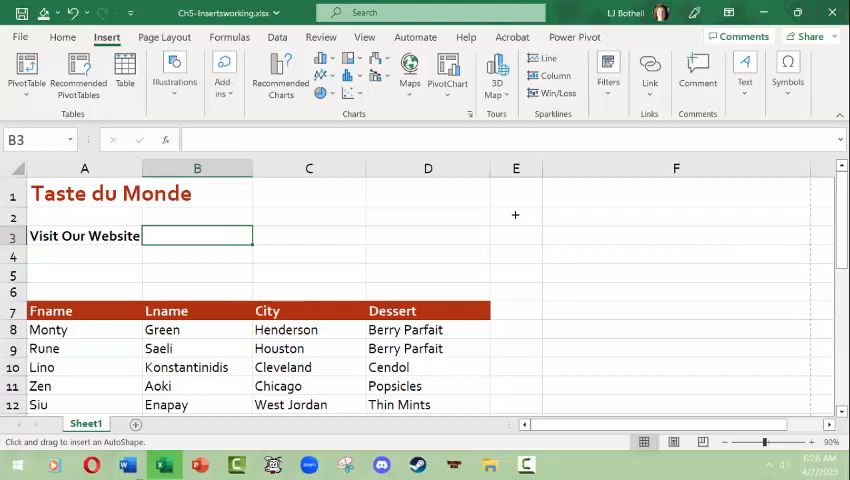 Ch5-Insertsworking.xlsx
Search
LJ Bothell
File Home Insert Page Layout Formulas Data Review View Automate Help Acrobat Power Pivot Comments Share
PivotTable Recommended PivotTables Table Illustrations Add-ins Recommended Charts Maps PivotChart 3D Map Line Column Win/Loss Filters Link Comment Text Symbols
Tables Charts Tours Sparklines Links Comments
B3 fx
A B C D E F
1 Taste du Monde
2
3 Visit Our Website
4
5
6
7 Fname Lname City Dessert
8 Monty Green Henderson Berry Parfait
9 Rune Saeli Houston Berry Parfait
10 Lino Konstantinidis Cleveland Cendol
11 Zen Aoki Chicago Popsicles
12 Siu Enapay West Jordan Thin Mints
Sheet1
Click and drag to insert an AutoShape.
90%
6:28 AM
4/7/2023